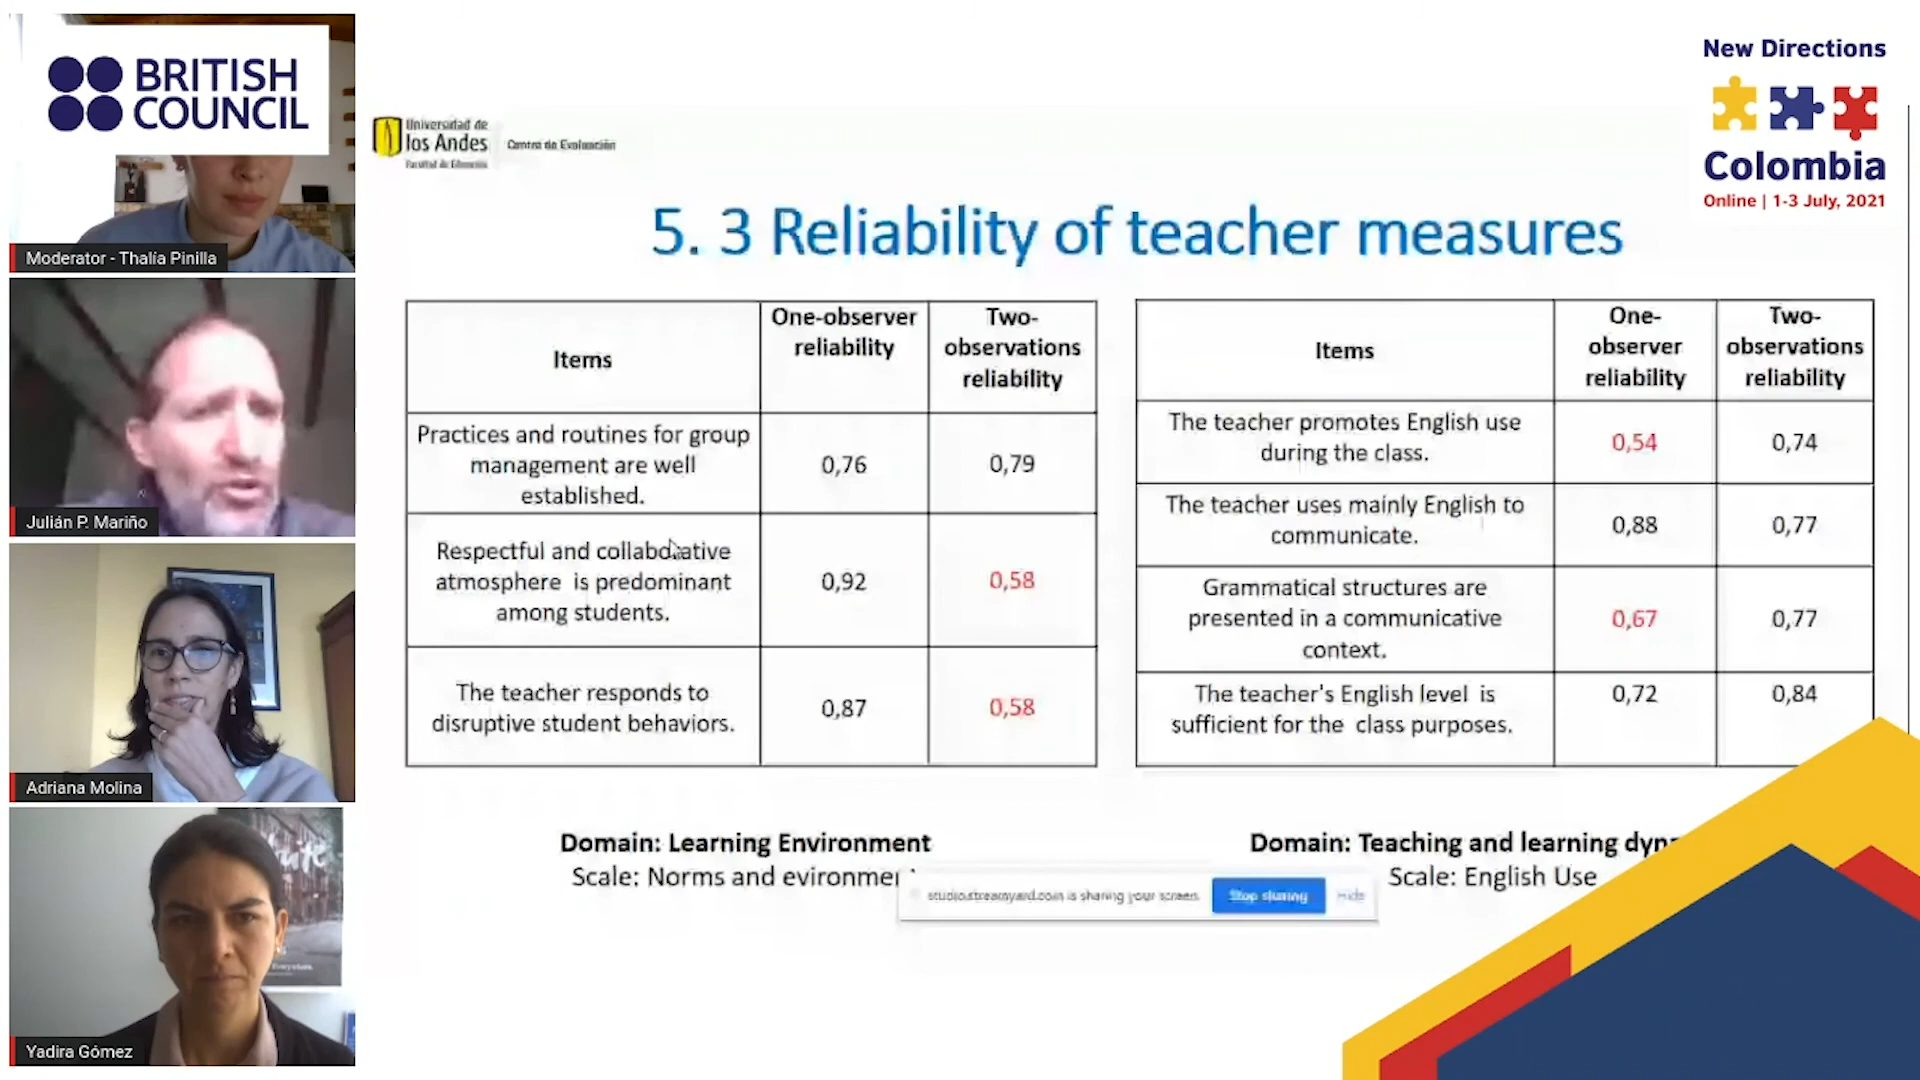 BRITISH
COUNCIL
Moderator - Thalía Pinilla
Julián P. Mariño
Adriana Molina
Yadira Gómez
New Directions
Colombia
Online | 1-3 July, 2021
Universidad de
los Andes
Facultad de Educación
Centro de Evaluación
5. 3 Reliability of teacher measures
Items
One-observer
reliability
Two-
observations
reliability
Practices and routines for group
management are well
established.
0,76
0,79
Respectful and collaborative
atmosphere is predominant
among students.
0,92
0,58
The teacher responds to
disruptive student behaviors.
0,87
0,58
Items
One-
observer
reliability
Two-
observations
reliability
The teacher promotes English use
during the class.
0,54
0,74
The teacher uses mainly English to
communicate.
0,88
0,77
Grammatical structures are
presented in a communicative
context.
0,67
0,77
The teacher's English level is
sufficient for the class purposes.
0,72
0,84
Domain: Learning Environment
Scale: Norms and
Domain: Teaching and learning
Scale: English Use
studio.streamyard.com is sharing your screen.
Stop sharing
Hide